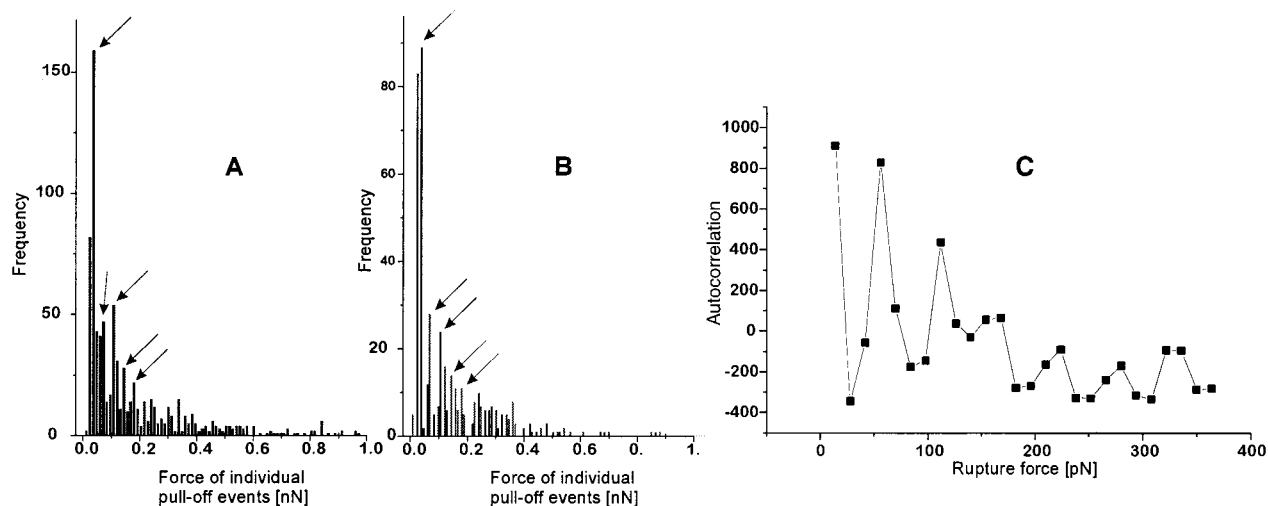 A
Frequency
150
100
50
0
0.0 0.2 0.4 0.6 0.8 1.0
Force of individual
pull-off events [nN]
B
Frequency
80
60
40
20
0
0.0 0.2 0.4 0.6 0.8 1
Force of individual
pull-off events [nN]
C
Autocorrelation
1000
800
600
400
200
0
-200
-400
0 100 200 300 400
Rupture force [pN]